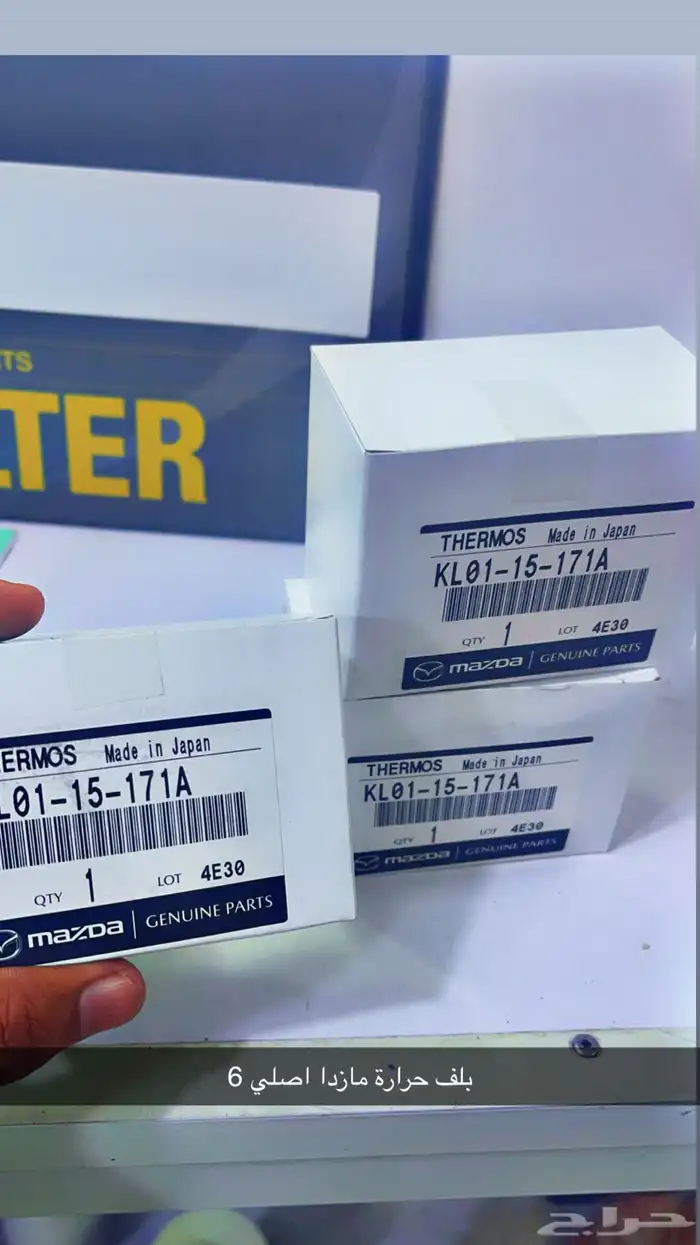 TS
LTER
THERMOS Made in Japan
KL01-15-171A
QTY 1 LOT 4E30
mazda | GENUINE PARTS
ERMOS Made in Japan
L01-15-171A
QTY 1 LOT 4E30
mazda | GENUINE PARTS
THERMOS Made in Japan
KL01-15-171A
QTY 1 LOT 4E30
mazda | GENUINE PARTS
بلف حرارة مازدا اصلي 6
حراج